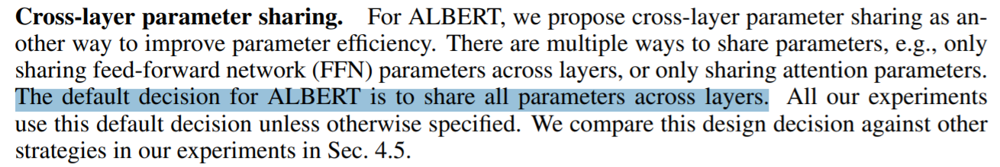 Cross-layer parameter sharing. For ALBERT, we propose cross-layer parameter sharing as an-
other way to improve parameter efficiency. There are multiple ways to share parameters, e.g., only
sharing feed-forward network (FFN) parameters across layers, or only sharing attention parameters.
The default decision for ALBERT is to share all parameters across layers. All our experiments
use this default decision unless otherwise specified. We compare this design decision against other
strategies in our experiments in Sec. 4.5.